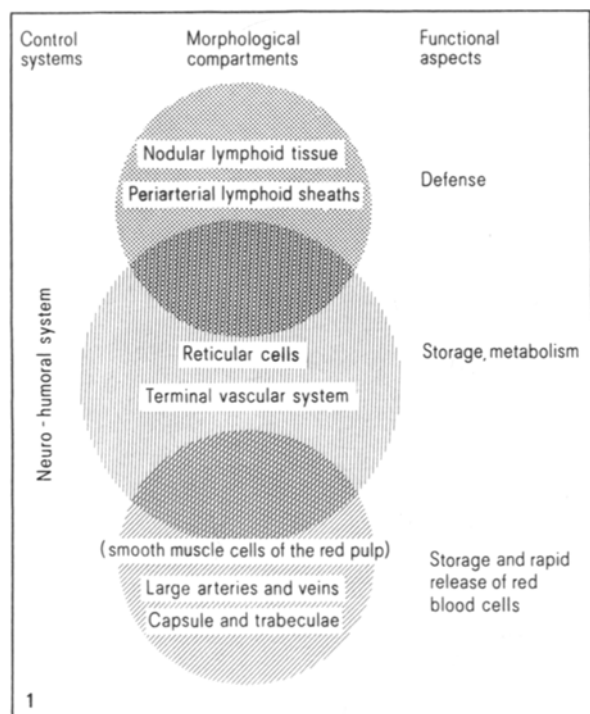 Control
systems
Morphological
compartments
Functional
aspects
Nodular lymphoid tissue
Periarterial lymphoid sheaths
Defense
Neuro-humoral system
Reticular cells
Terminal vascular system
Storage, metabolism
(smooth muscle cells of the red pulp)
Large arteries and veins
Capsule and trabeculae
Storage and rapid
release of red
blood cells
1